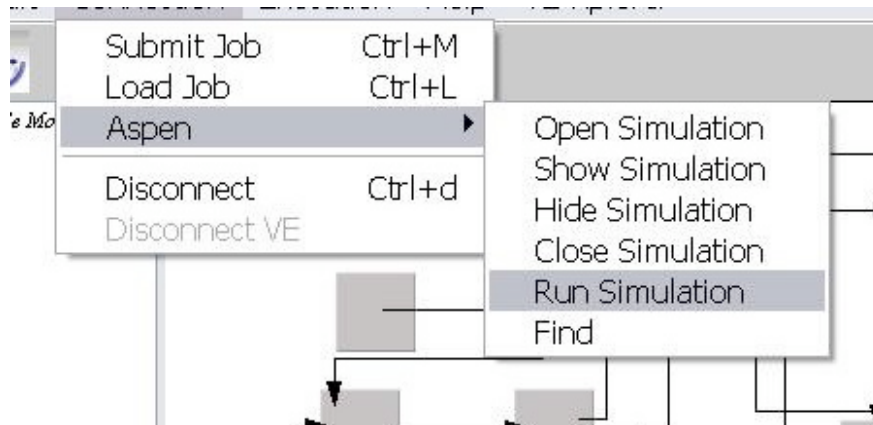 Submit Job Ctrl+M
Load Job Ctrl+L
Aspen
Disconnect Ctrl+d
Disconnect VE
Open Simulation
Show Simulation
Hide Simulation
Close Simulation
Run Simulation
Find